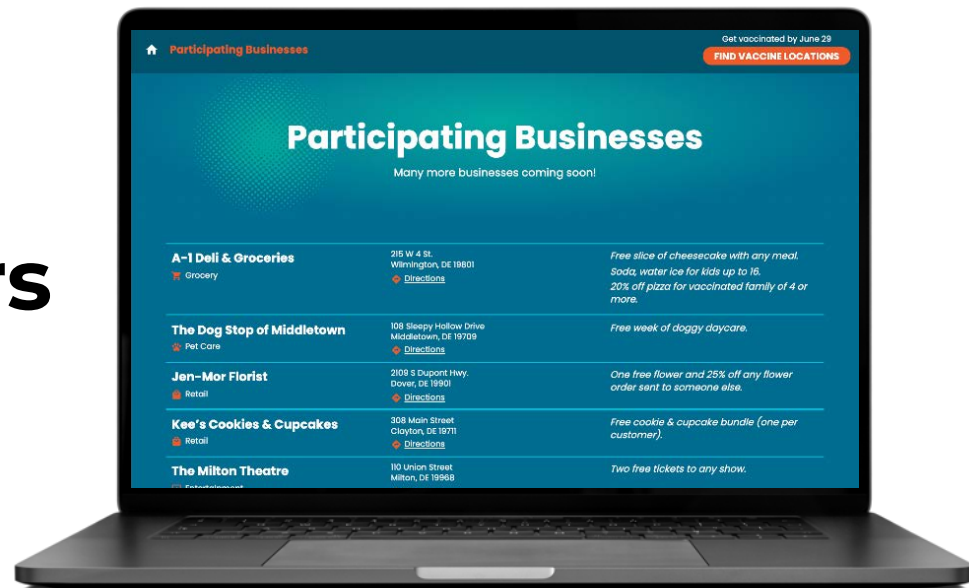 rs
Participating Businesses
Get vaccinated by June 29
FIND VACCINE LOCATIONS
Participating Businesses
Many more businesses coming soon!
A-1 Deli & Groceries
Grocery
215 W 4 St.
Wilmington, DE 19801
Directions
Free slice of cheesecake with any meal.
Soda, water ice for kids up to 16.
20% off pizza for vaccinated family of 4 or
more.
The Dog Stop of Middletown
Pet Care
108 Sleepy Hollow Drive
Middletown, DE 19709
Directions
Free week of doggy daycare.
Jen-Mor Florist
Retail
2109 S Dupont Hwy.
Dover, DE 19901
Directions
One free flower and 25% off any flower
order sent to someone else.
Kee's Cookies & Cupcakes
Retail
308 Main Street
Clayton, DE 19711
Directions
Free cookie & cupcake bundle (one per
customer).
The Milton Theatre
Entertainment
110 Union Street
Milton, DE 19968
Two free tickets to any show.